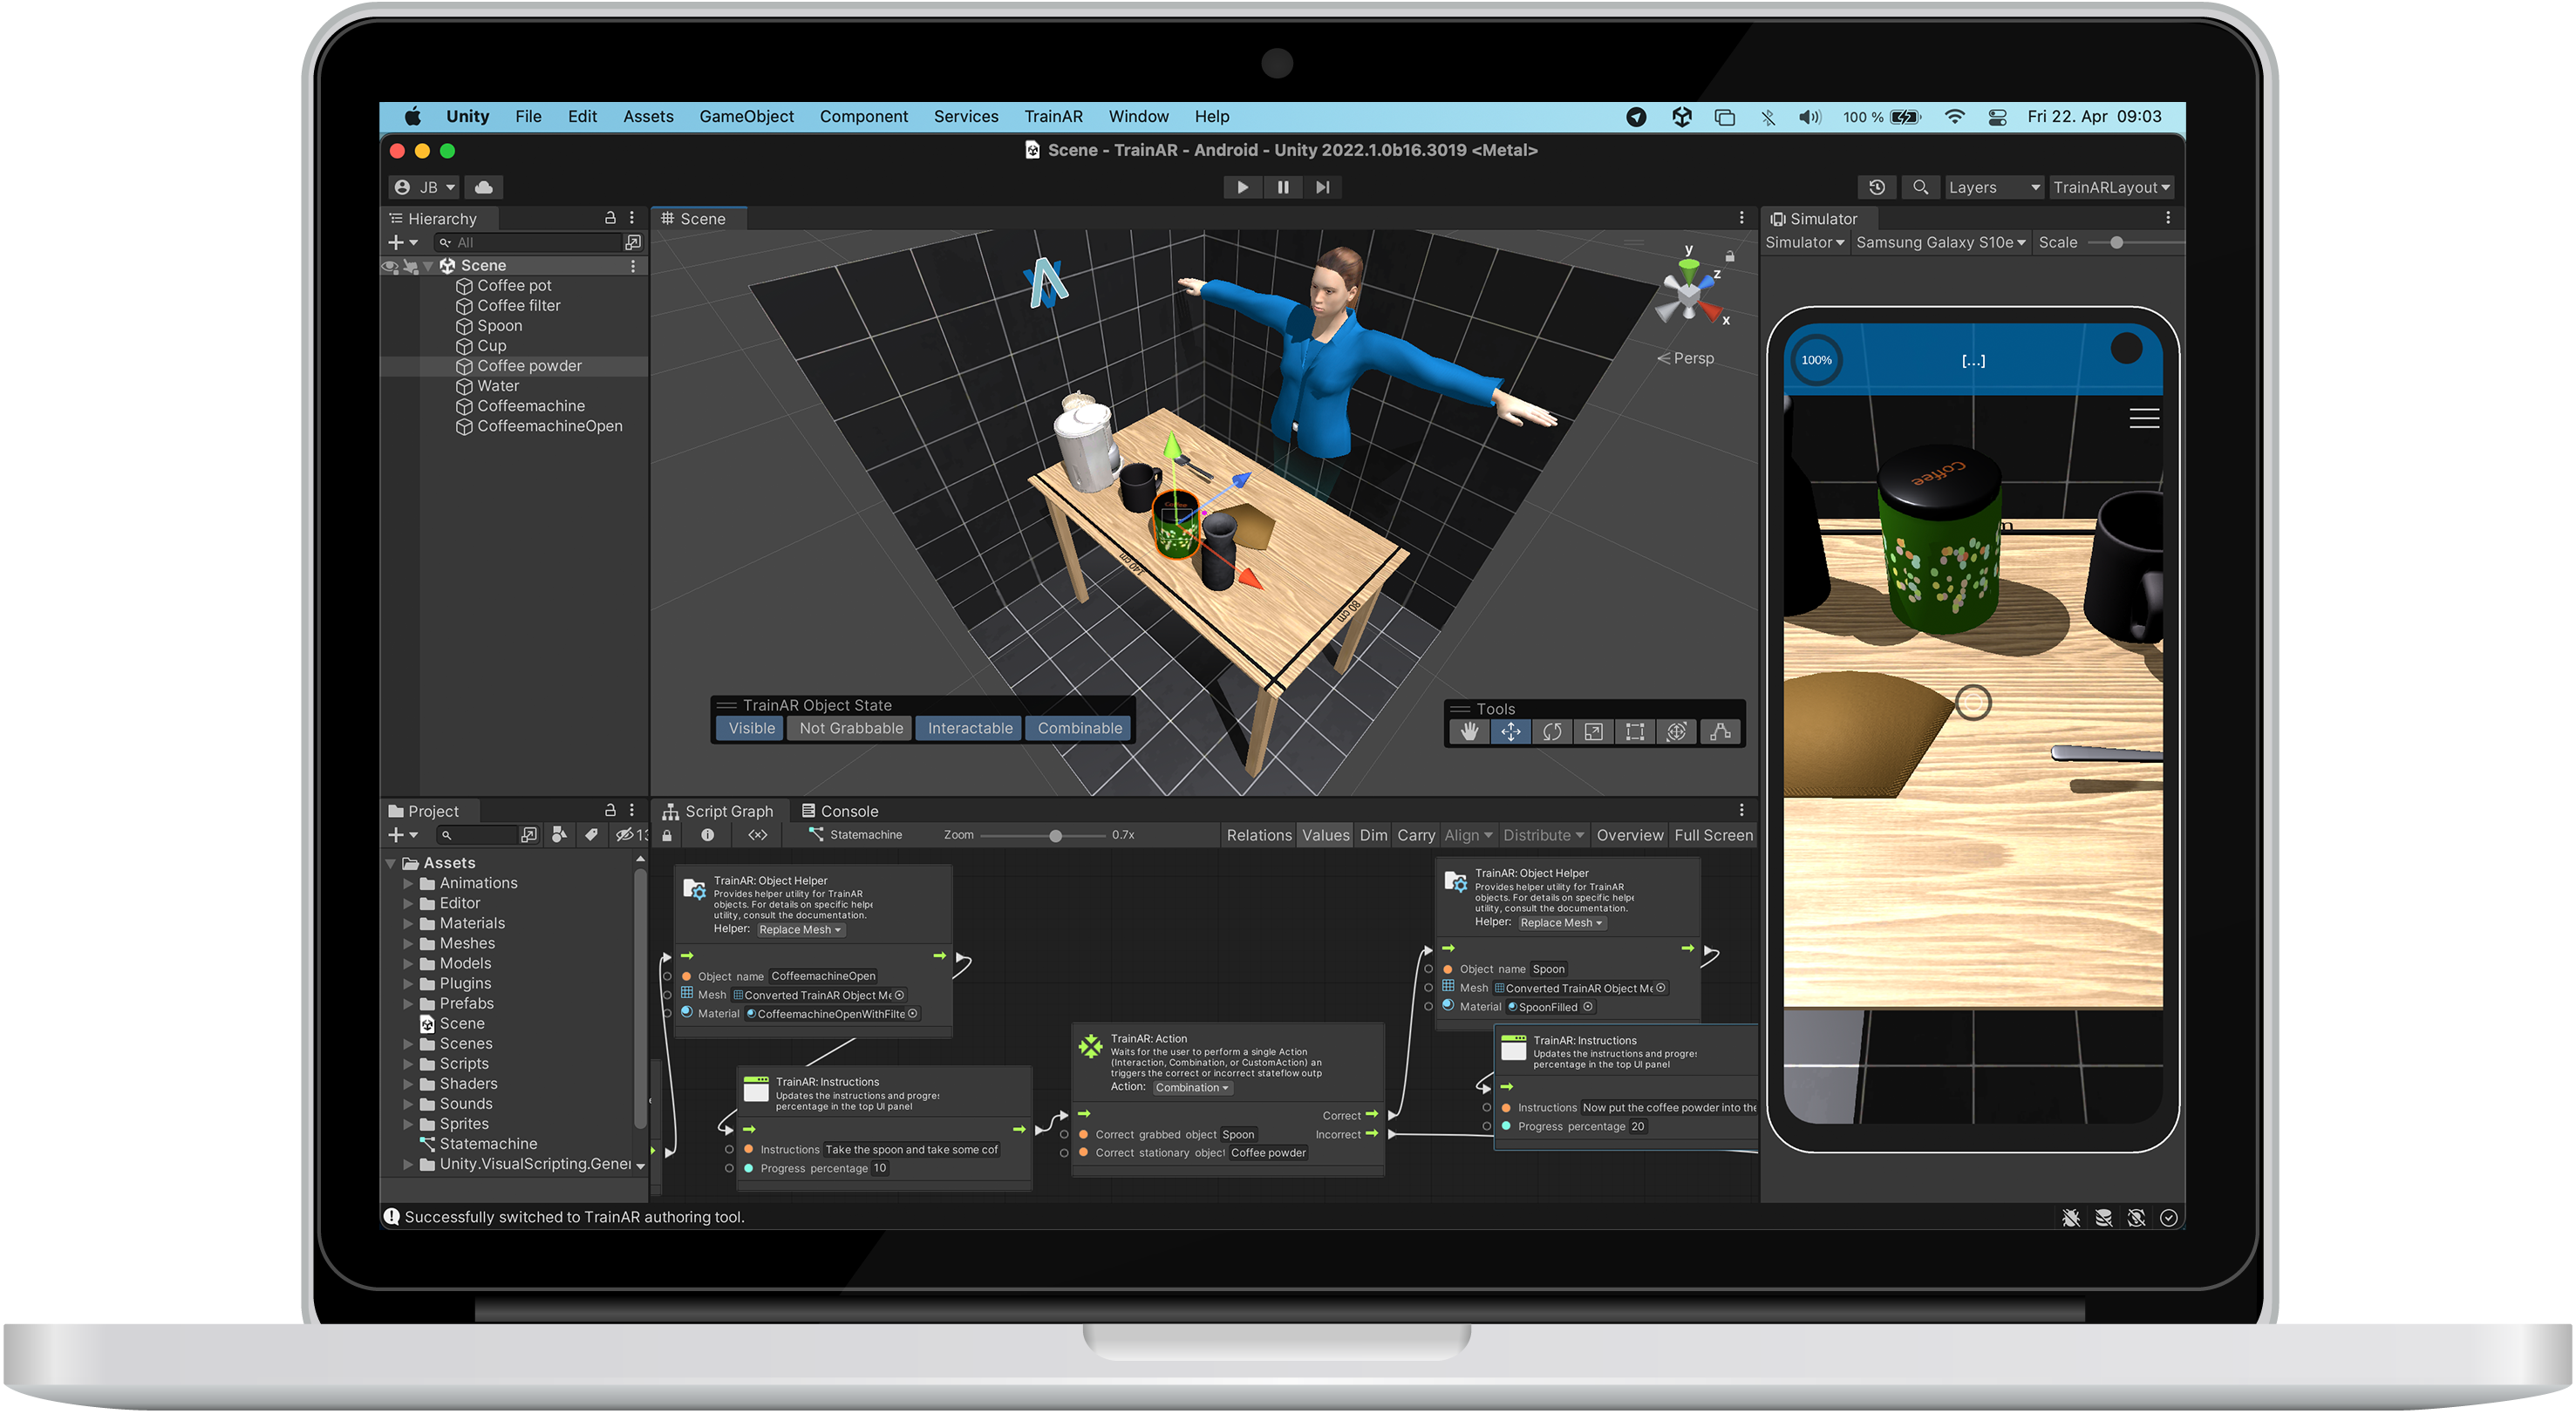 Unity File Edit Assets GameObject Component Services TrainAR Window Help
100 % Fri 22. Apr 09:03
Scene - TrainAR - Android - Unity 2022.1.0b16.3019 <Metal>
JB
Layers TrainARLayout
Hierarchy
All
Scene
Coffee pot
Coffee filter
Spoon
Cup
Coffee powder
Water
Coffeemachine
CoffeemachineOpen
Scene
y
z
x
Persp
140 cm
80 cm
Coffee
TrainAR Object State
Visible Not Grabbable Interactable Combinable
Tools
Simulator
Simulator Samsung Galaxy S10e Scale
100% [...]
Coffee
Project
13
Assets
Animations
Editor
Materials
Meshes
Models
Plugins
Prefabs
Scene
Scenes
Scripts
Shaders
Sounds
Sprites
Statemachine
Unity.VisualScripting.Gener
Script Graph Console
Statemachine Zoom 0.7x Relations Values Dim Carry Align Distribute Overview Full Screen
TrainAR: Object Helper
Provides helper utility for TrainAR
objects. For details on specific helpe
utility, consult the documentation.
Helper: Replace Mesh
Object name CoffeemachineOpen
Mesh Converted TrainAR Object Me
Material CoffeemachineOpenWithFilte
TrainAR: Instructions
Updates the instructions and progres
percentage in the top UI panel
Instructions Take the spoon and take some cof
Progress percentage 10
TrainAR: Action
Waits for the user to perform a single Action
(Interaction, Combination, or CustomAction) an
triggers the correct or incorrect stateflow outp
Action: Combination
Correct
Incorrect
Correct grabbed object Spoon
Correct stationary object Coffee powder
TrainAR: Object Helper
Provides helper utility for TrainAR
objects. For details on specific helpe
utility, consult the documentation.
Helper: Replace Mesh
Object name Spoon
Mesh Converted TrainAR Object Me
Material SpoonFilled
TrainAR: Instructions
Updates the instructions and progres
percentage in the top UI panel
Instructions Now put the coffee powder into the
Progress percentage 20
Successfully switched to TrainAR authoring tool.